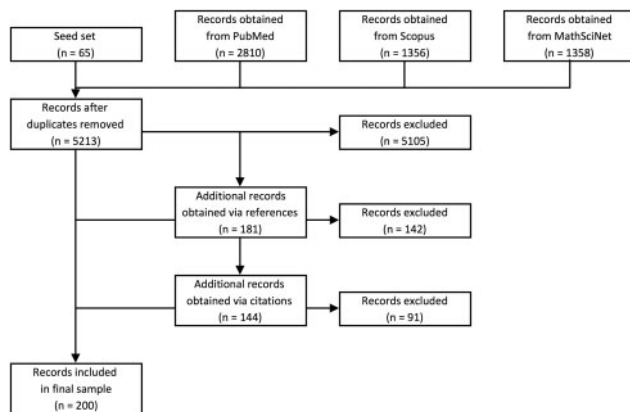 Seed set
(n = 65)
Records obtained
from PubMed
(n = 2810)
Records obtained
from Scopus
(n = 1356)
Records obtained
from MathSciNet
(n = 1358)
Records after
duplicates removed
(n = 5213)
Records excluded
(n = 5105)
Additional records
obtained via references
(n = 181)
Records excluded
(n = 142)
Additional records
obtained via citations
(n = 144)
Records excluded
(n = 91)
Records included
in final sample
(n = 200)